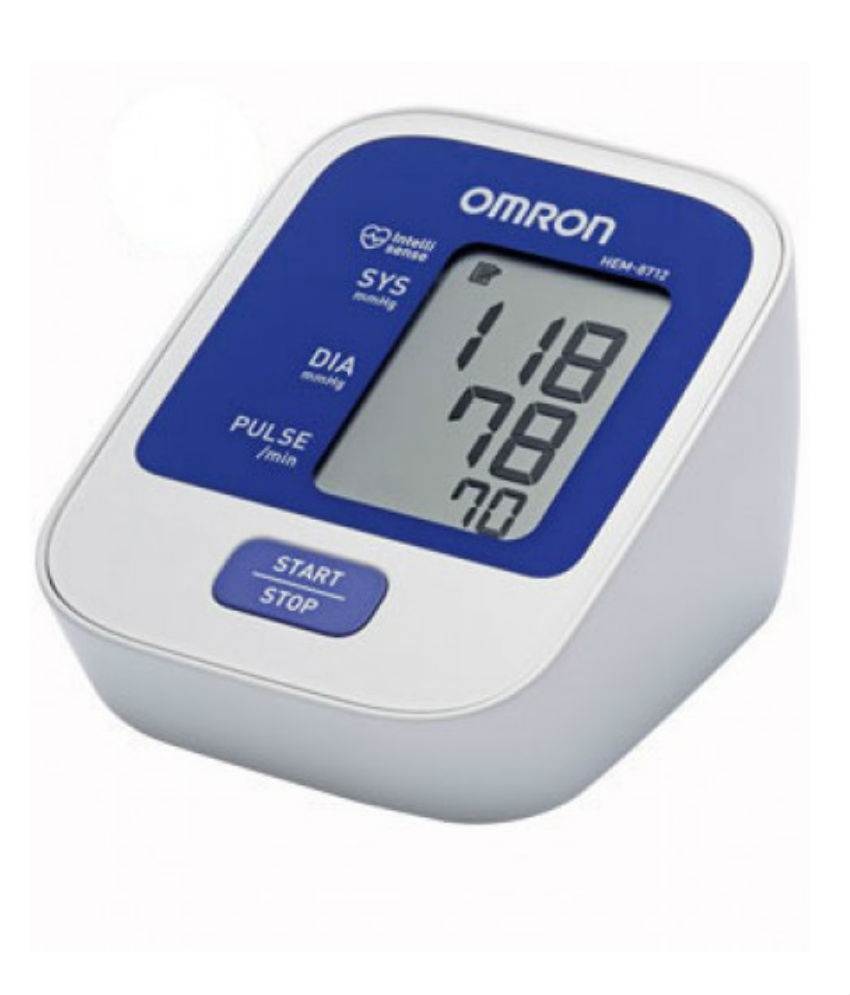 OMRON
HEM-8712
Intelli
sense
SYS
mmHg
118
DIA
mmHg
78
PULSE
/min
70
START
STOP